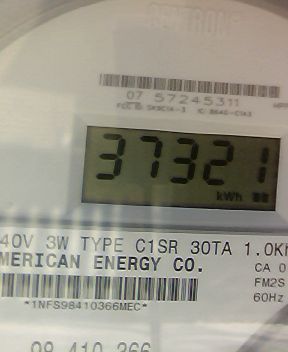 CENTRON
07 57245311
37321
kWh
40V 3W TYPE C1SR 30TA 1.0K
MERICAN ENERGY CO.
CA 0
FM2S
60Hz
*1NFS98410366MEC*
98 410 366